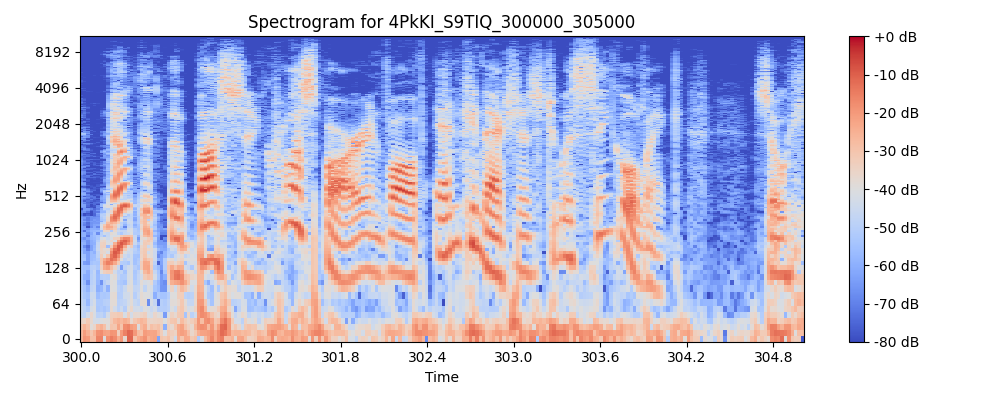 Spectrogram for 4PkKI_S9TIQ_300000_305000
Hz
8192
4096
2048
1024
512
256
128
64
0
300.0 300.6 301.2 301.8 302.4 303.0 303.6 304.2 304.8
Time
+0 dB
-10 dB
-20 dB
-30 dB
-40 dB
-50 dB
-60 dB
-70 dB
-80 dB